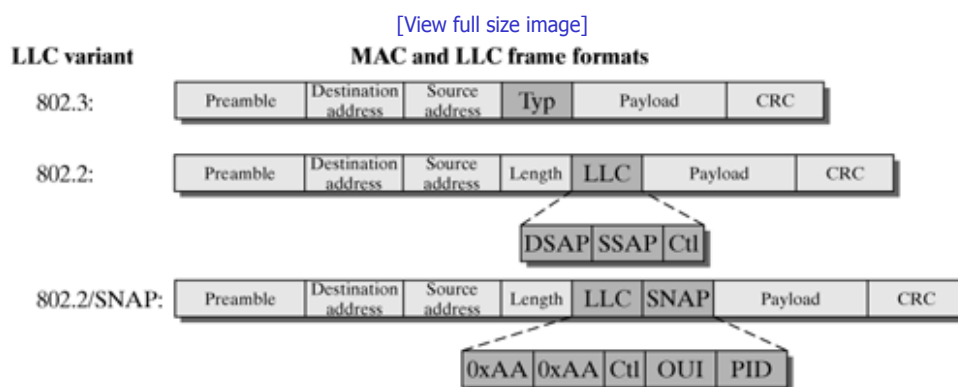 [View full size image]
LLC variant MAC and LLC frame formats
802.3: Preamble Destination address Source address Typ Payload CRC
802.2: Preamble Destination address Source address Length LLC Payload CRC
DSAP SSAP Ctl
802.2/SNAP: Preamble Destination address Source address Length LLC SNAP Payload CRC
0xAA 0xAA Ctl OUI PID